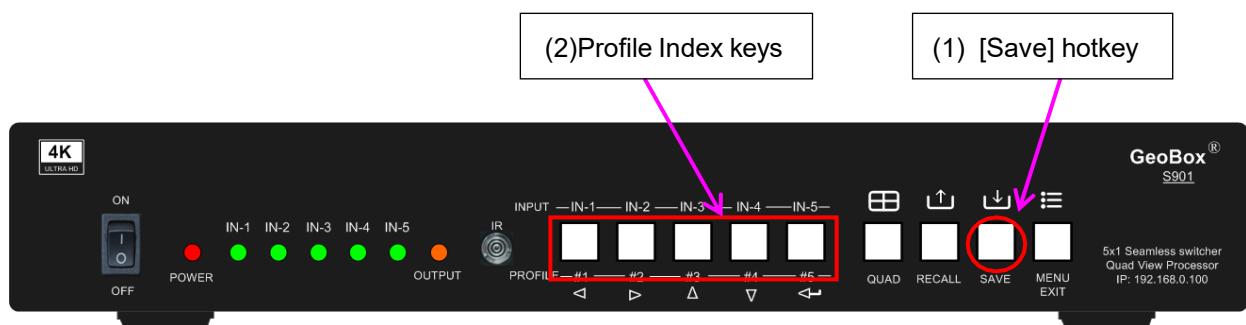 (2)Profile Index keys
(1) [Save] hotkey
4K
ULTRA HD
GeoBox®
S901
ON
I
O
OFF
POWER
IN-1 IN-2 IN-3 IN-4 IN-5
OUTPUT
IR
INPUT IN-1 IN-2 IN-3 IN-4 IN-5
PROFILE #1 #2 #3 #4 #5
QUAD RECALL SAVE MENU
EXIT
5x1 Seamless switcher
Quad View Processor
IP: 192.168.0.100